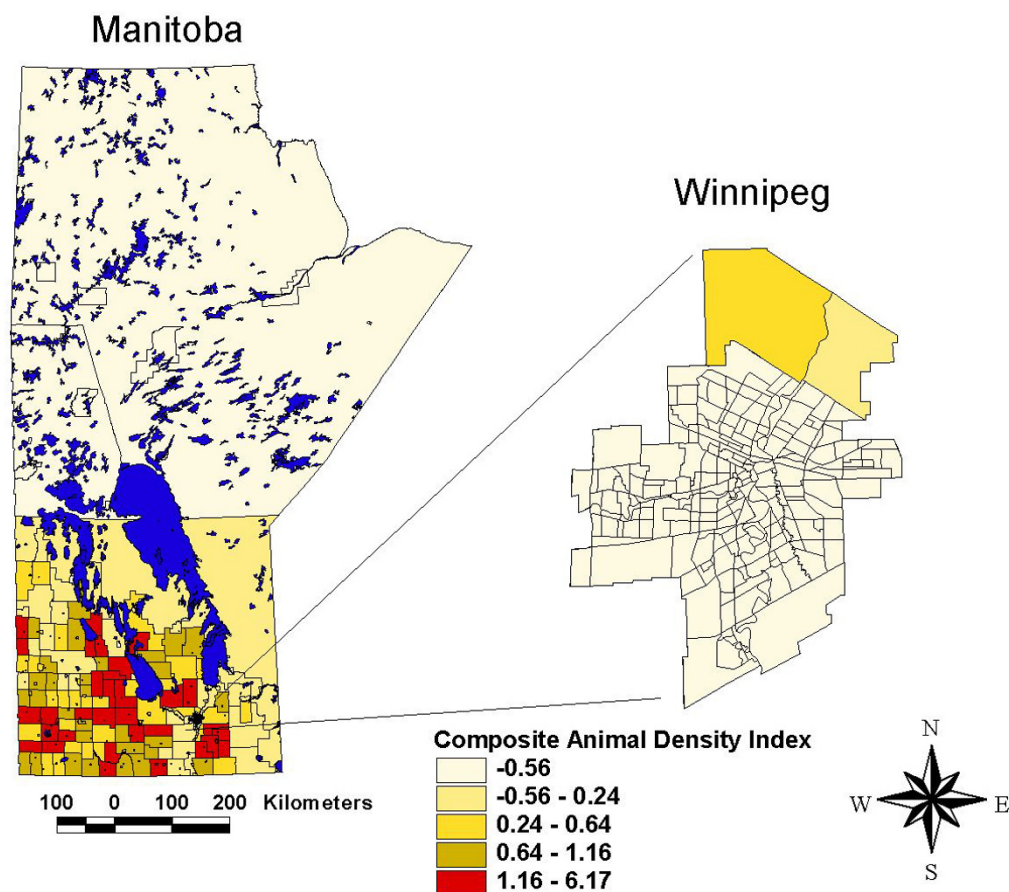 Manitoba
Winnipeg
Composite Animal Density Index
-0.56
-0.56 - 0.24
0.24 - 0.64
0.64 - 1.16
1.16 - 6.17
100 0 100 200 Kilometers
N
W E
S